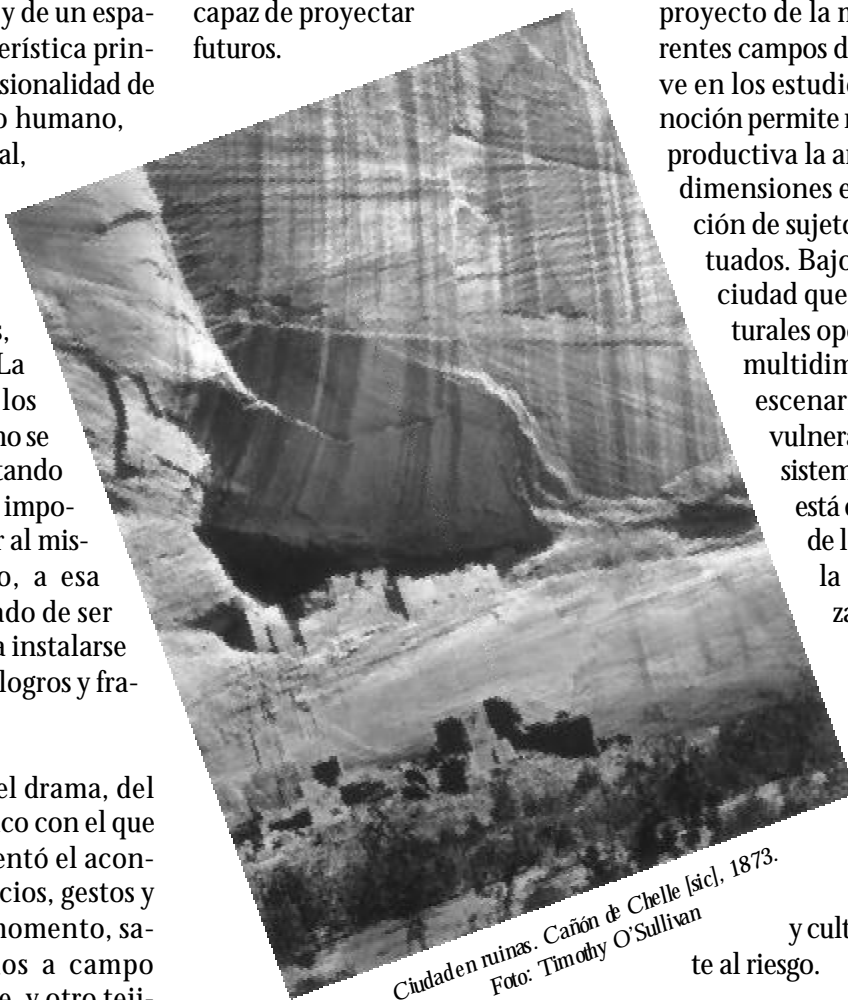 y de un espa-
erística prin-
sionalidad de
o humano,
al,
s,
La
los
no se
tando
impo-
r al mis-
o, a esa
ado de ser
a instalarse
logros y fra-
el drama, del
co con el que
entó el acon-
cios, gestos y
momento, sa-
os a campo
e, y otro teji-
capaz de proyectar
futuros.
Ciudad en ruinas. Cañón de Chelle [sic], 1873.
Foto: Timothy O'Sullivan
proyecto de la
rentes campos d
ve en los estudi
noción permite
productiva la a
dimensiones e
ción de sujeto
tuados. Bajo
ciudad que
turales ope
multidim
escenar
vulnera
sistem
está
de l
la
za
y cult
te al riesgo.